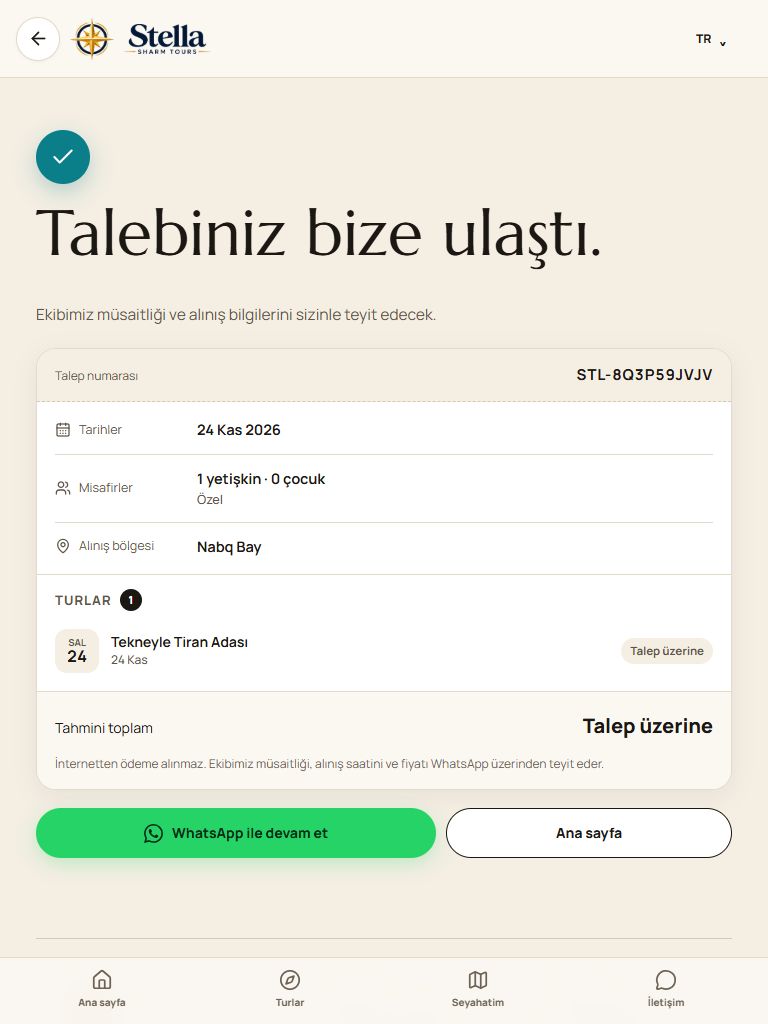 Stella
SHARM TOURS
TR
Talebiniz bize ulaştı.
Ekibimiz müsaitliği ve alınış bilgilerini sizinle teyit edecek.
Talep numarası
STL-8Q3P59JVJV
Tarihler
24 Kas 2026
Misafirler
1 yetişkin · 0 çocuk
Özel
Alınış bölgesi
Nabq Bay
TURLAR 1
SAL
24
Tekneyle Tiran Adası
24 Kas
Talep üzerine
Tahmini toplam
Talep üzerine
İnternetten ödeme alınmaz. Ekibimiz müsaitliği, alınış saatini ve fiyatı WhatsApp üzerinden teyit eder.
WhatsApp ile devam et
Ana sayfa
Ana sayfa
Turlar
Seyahatim
İletişim